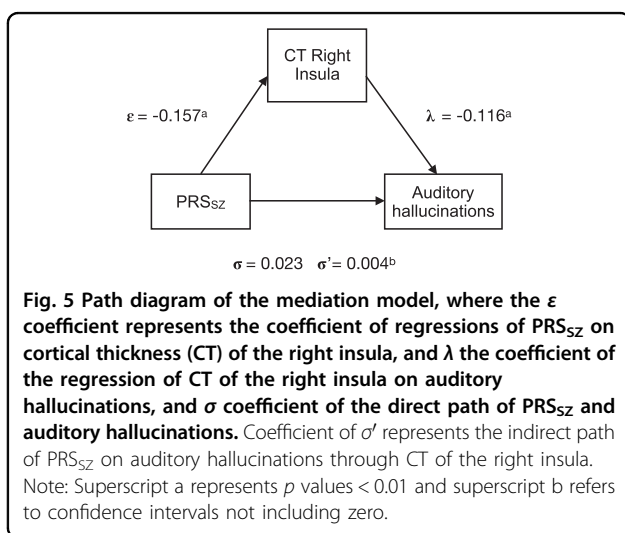 CT Right
Insula
ε = -0.157ᵃ
λ = -0.116ᵃ
PRS_SZ
Auditory
hallucinations
σ = 0.023 σ'= 0.004ᵇ
Fig. 5 Path diagram of the mediation model, where the ε
coefficient represents the coefficient of regressions of PRS_SZ on
cortical thickness (CT) of the right insula, and λ the coefficient of
the regression of CT of the right insula on auditory
hallucinations, and σ coefficient of the direct path of PRS_SZ and
auditory hallucinations. Coefficient of σ′ represents the indirect path
of PRS_SZ on auditory hallucinations through CT of the right insula.
Note: Superscript a represents p values < 0.01 and superscript b refers
to confidence intervals not including zero.